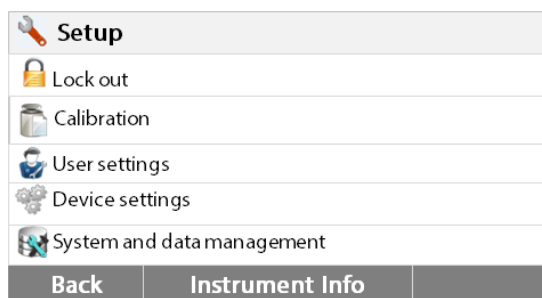 Setup
Lock out
Calibration
User settings
Device settings
System and data management
Back Instrument Info